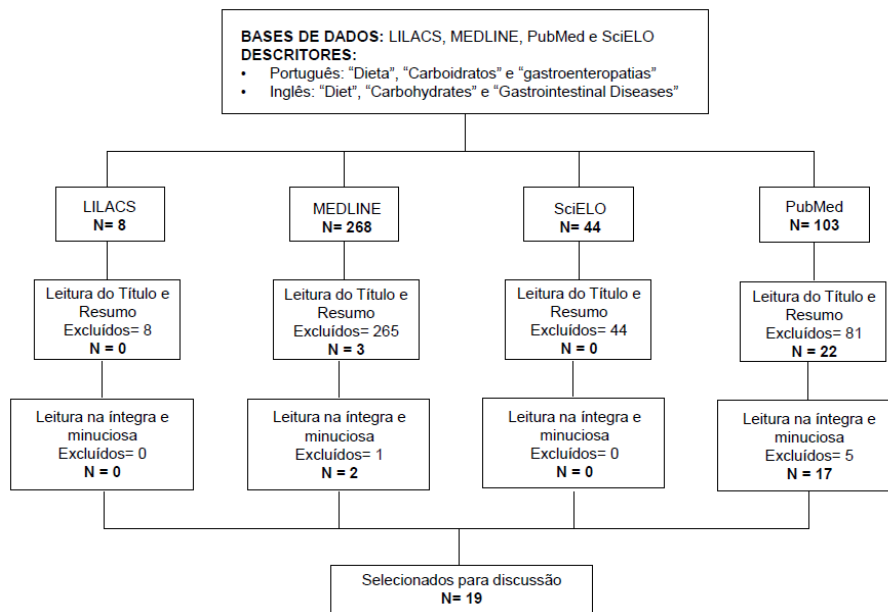 BASES DE DADOS: LILACS, MEDLINE, PubMed e SciELO
DESCRITORES:
• Português: “Dieta”, “Carboidratos” e “gastroenteropatias”
• Inglês: “Diet”, “Carbohydrates” e “Gastrointestinal Diseases”
LILACS
N= 8
MEDLINE
N= 268
SciELO
N= 44
PubMed
N= 103
Leitura do Título e
Resumo
Excluídos= 8
N = 0
Leitura do Título e
Resumo
Excluídos= 265
N = 3
Leitura do Título e
Resumo
Excluídos= 44
N = 0
Leitura do Título e
Resumo
Excluídos= 81
N = 22
Leitura na íntegra e
minuciosa
Excluídos= 0
N = 0
Leitura na íntegra e
minuciosa
Excluídos= 1
N = 2
Leitura na íntegra e
minuciosa
Excluídos= 0
N = 0
Leitura na íntegra e
minuciosa
Excluídos= 5
N = 17
Selecionados para discussão
N= 19